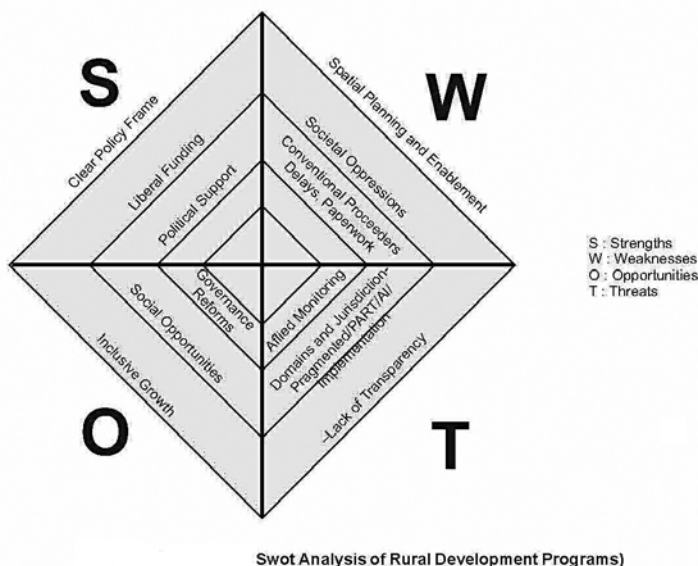 S
W
Clear Policy Frame
Liberal Funding
Political Support
Spatial Planning and Enablement
Societal Oppressions
Conventional Proceeders
Delays, Paperwork
S : Strengths
W : Weaknesses
O : Opportunities
T : Threats
Governance
Reforms
Social Opportunities
Inclusive Growth
Aflied Monitoring
Domains and Jurisdiction-
Pragmented/PART/AI/
Implementation
–Lack of Transparency
O
T
Swot Analysis of Rural Development Programs)